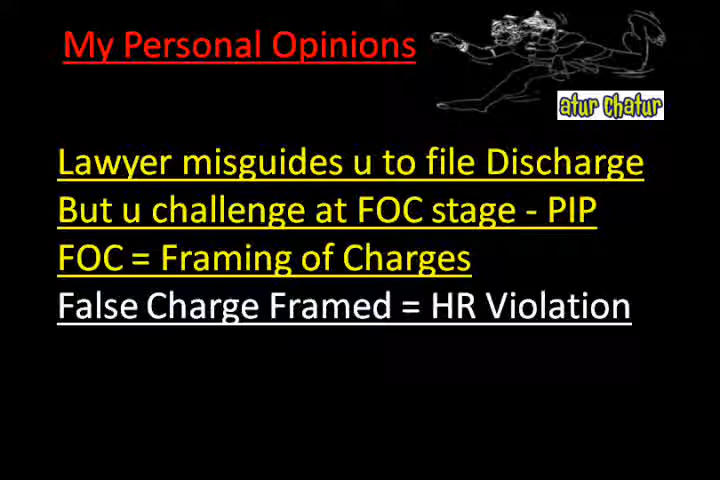 My Personal Opinions
atur chatur
Lawyer misguides u to file Discharge
But u challenge at FOC stage - PIP
FOC = Framing of Charges
False Charge Framed = HR Violation